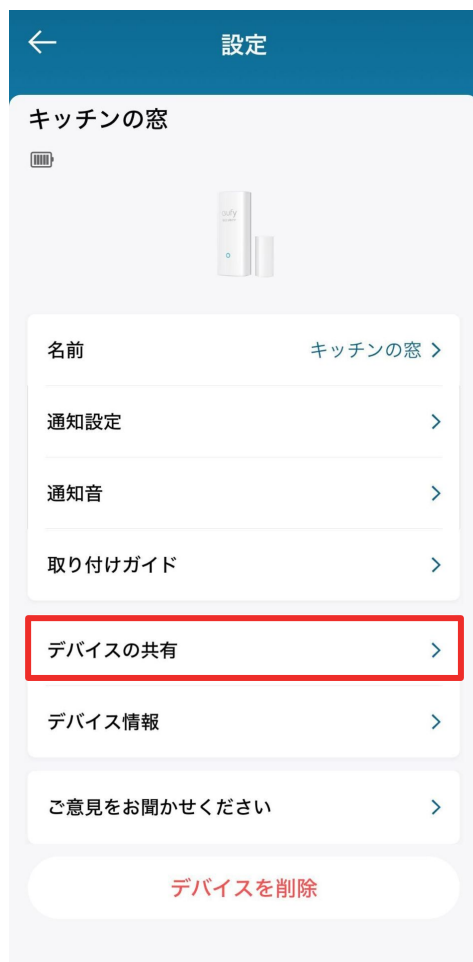 設定
キッチンの窓
eufy
名前
キッチンの窓
通知設定
通知音
取り付けガイド
デバイスの共有
デバイス情報
ご意見をお聞かせください
デバイスを削除